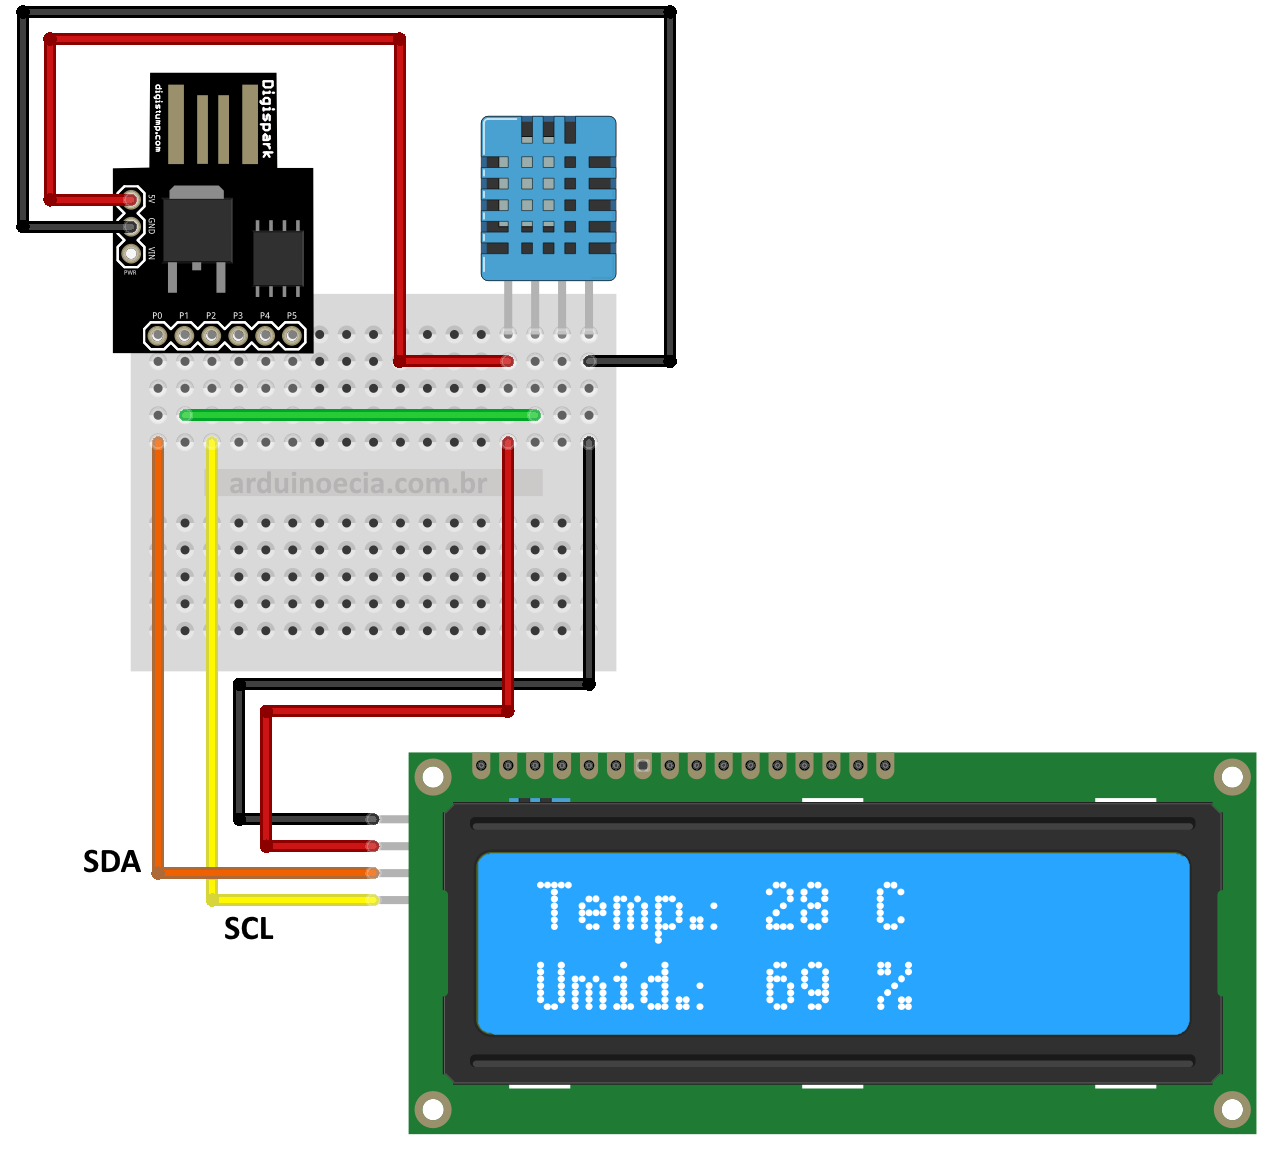 digistump.com
Digispark
5V
GND
VIN
PWR
P0 P1 P2 P3 P4 P5
arduinoecia.com.br
SDA
SCL
Temp.: 28 C
Umid.: 69 %